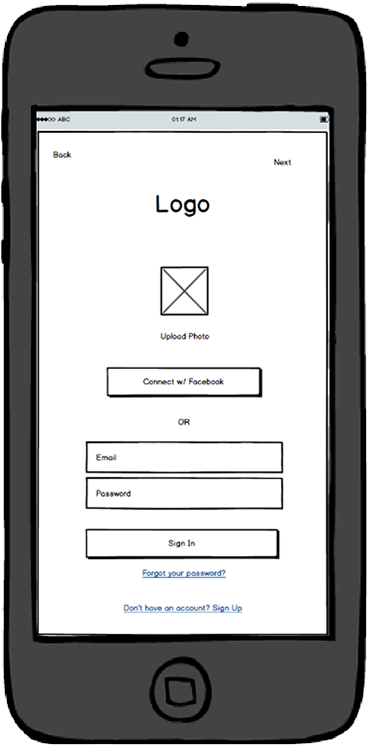 ABC 01:17 AM
Back
Next
Logo
Upload Photo
Connect w/ Facebook
OR
Email
Password
Sign In
Forgot your password?
Don't have an account? Sign Up